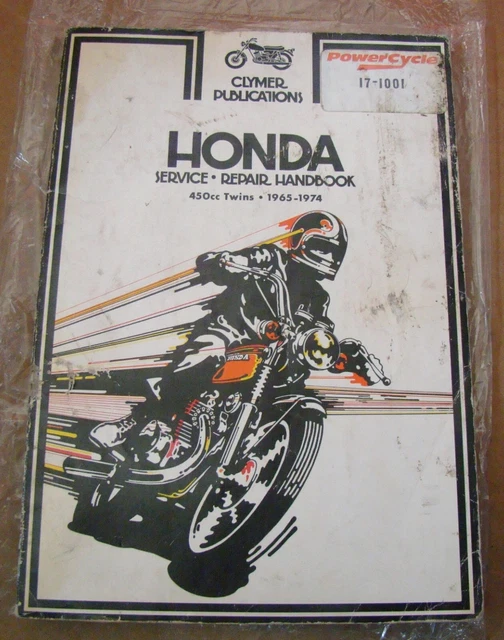 CLYMER
PUBLICATIONS
PowerCycle
17-1001
HONDA
SERVICE • REPAIR HANDBOOK
450cc Twins • 1965-1974
HONDA